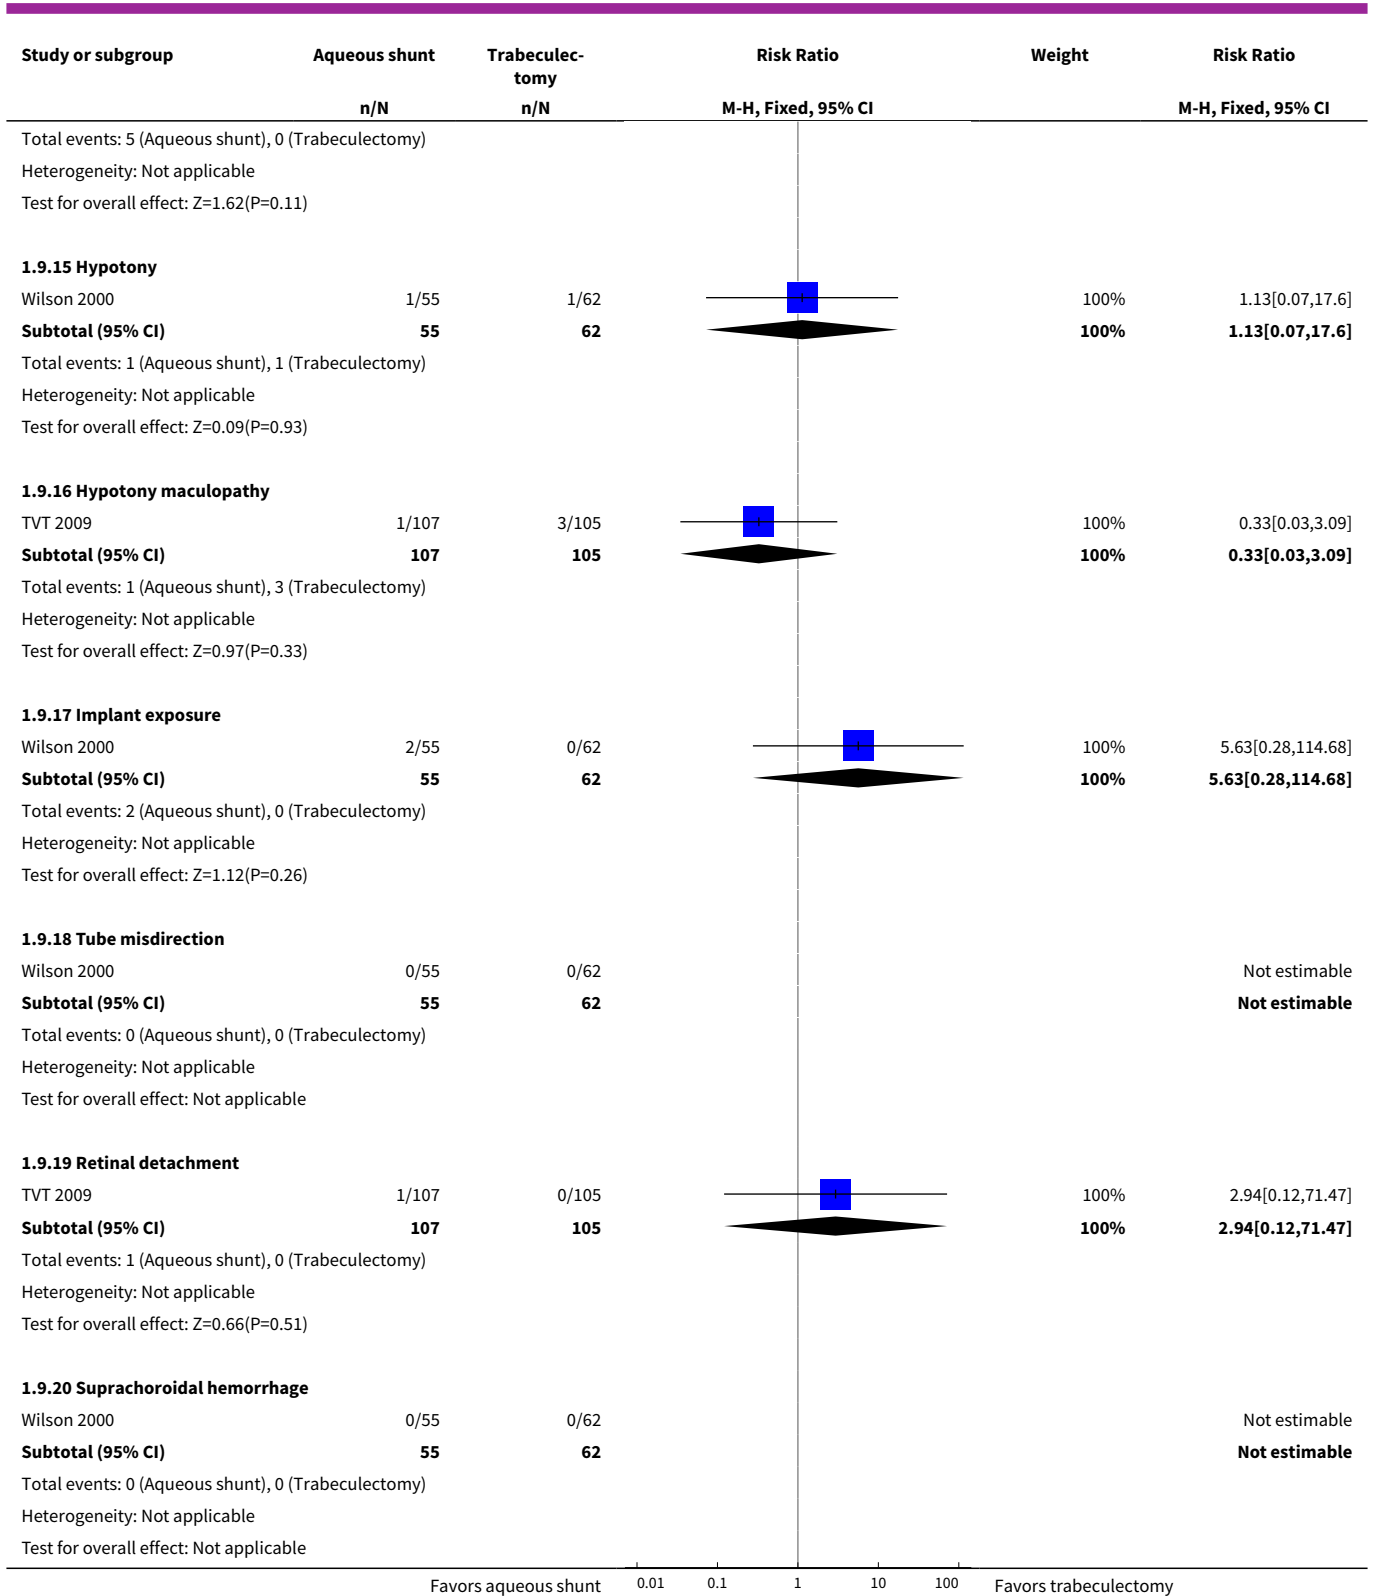 Study or subgroup Aqueous shunt Trabeculec- Risk Ratio Weight Risk Ratio
tomy
n/N n/N M-H, Fixed, 95% CI M-H, Fixed, 95% CI
Total events: 5 (Aqueous shunt), 0 (Trabeculectomy)
Heterogeneity: Not applicable
Test for overall effect: Z=1.62(P=0.11)
1.9.15 Hypotony
Wilson 2000 1/55 1/62 100% 1.13[0.07,17.6]
Subtotal (95% CI) 55 62 100% 1.13[0.07,17.6]
Total events: 1 (Aqueous shunt), 1 (Trabeculectomy)
Heterogeneity: Not applicable
Test for overall effect: Z=0.09(P=0.93)
1.9.16 Hypotony maculopathy
TVT 2009 1/107 3/105 100% 0.33[0.03,3.09]
Subtotal (95% CI) 107 105 100% 0.33[0.03,3.09]
Total events: 1 (Aqueous shunt), 3 (Trabeculectomy)
Heterogeneity: Not applicable
Test for overall effect: Z=0.97(P=0.33)
1.9.17 Implant exposure
Wilson 2000 2/55 0/62 100% 5.63[0.28,114.68]
Subtotal (95% CI) 55 62 100% 5.63[0.28,114.68]
Total events: 2 (Aqueous shunt), 0 (Trabeculectomy)
Heterogeneity: Not applicable
Test for overall effect: Z=1.12(P=0.26)
1.9.18 Tube misdirection
Wilson 2000 0/55 0/62 Not estimable
Subtotal (95% CI) 55 62 Not estimable
Total events: 0 (Aqueous shunt), 0 (Trabeculectomy)
Heterogeneity: Not applicable
Test for overall effect: Not applicable
1.9.19 Retinal detachment
TVT 2009 1/107 0/105 100% 2.94[0.12,71.47]
Subtotal (95% CI) 107 105 100% 2.94[0.12,71.47]
Total events: 1 (Aqueous shunt), 0 (Trabeculectomy)
Heterogeneity: Not applicable
Test for overall effect: Z=0.66(P=0.51)
1.9.20 Suprachoroidal hemorrhage
Wilson 2000 0/55 0/62 Not estimable
Subtotal (95% CI) 55 62 Not estimable
Total events: 0 (Aqueous shunt), 0 (Trabeculectomy)
Heterogeneity: Not applicable
Test for overall effect: Not applicable
Favors aqueous shunt 0.01 0.1 1 10 100 Favors trabeculectomy